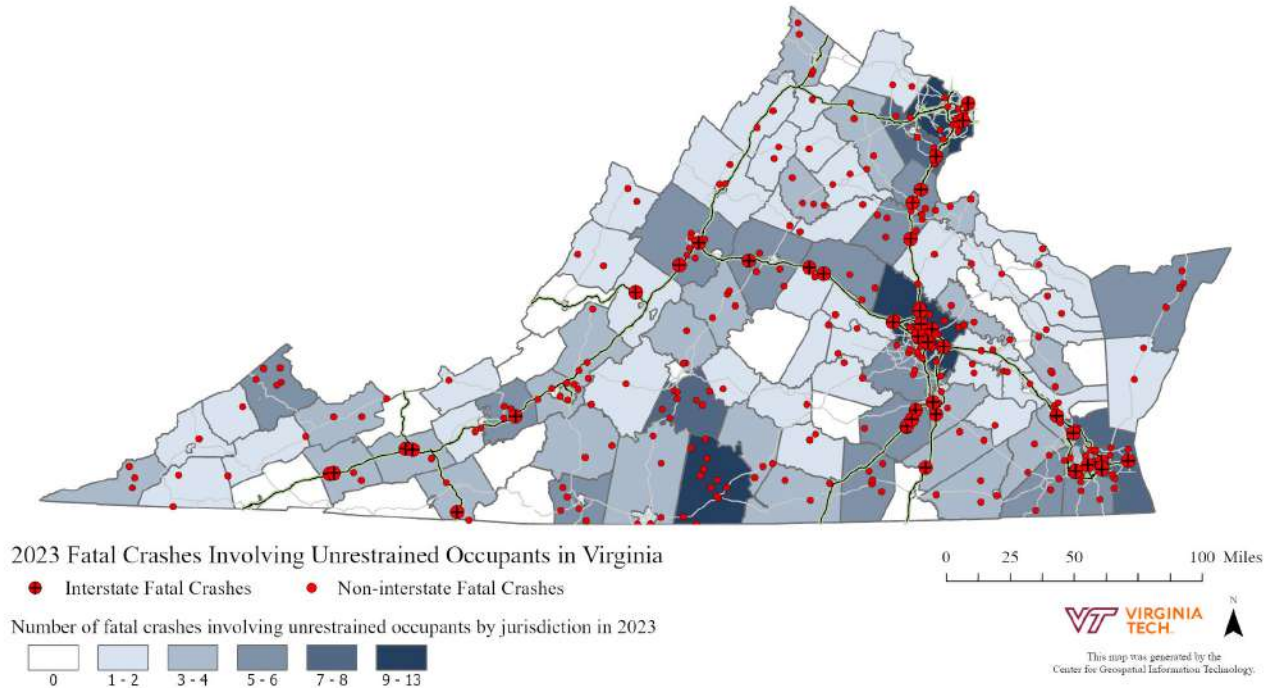 2023 Fatal Crashes Involving Unrestrained Occupants in Virginia
Interstate Fatal Crashes
Non-interstate Fatal Crashes
Number of fatal crashes involving unrestrained occupants by jurisdiction in 2023
0
1 - 2
3 - 4
5 - 6
7 - 8
9 - 13
0 25 50 100 Miles
VT VIRGINIA
TECH.
N
This map was generated by the
Center for Geospatial Information Technology.